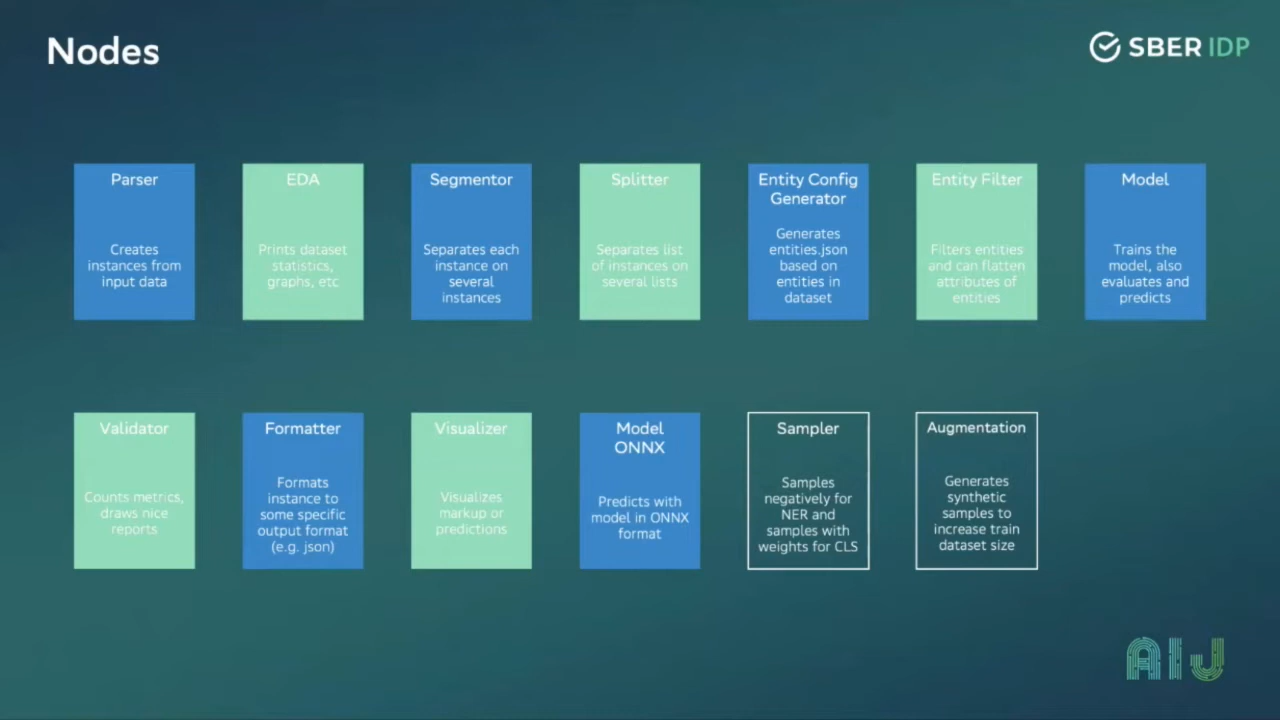 Nodes
SBER IDP
Parser
Creates
instances from
input data
EDA
Prints dataset
statistics,
graphs, etc
Segmentor
Separates each
instance on
several
instances
Splitter
Separates list
of instances on
several lists
Entity Config
Generator
Generates
entities.json
based on
entities in
dataset
Entity Filter
Filters entities
and can flatten
attributes of
entities
Model
Trains the
model, also
evaluates and
predicts
Validator
Counts metrics,
draws nice
reports
Formatter
Formats
instance to
some specific
output format
(e.g. json)
Visualizer
Visualizes
markup or
predictions
Model
ONNX
Predicts with
model in ONNX
format
Sampler
Samples
negatively for
NER and
samples with
weights for CLS
Augmentation
Generates
synthetic
samples to
increase train
dataset size
AIJ